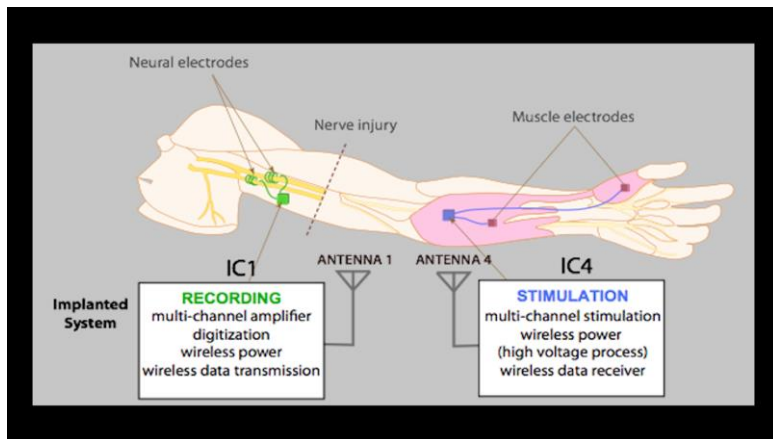 Neural electrodes
Nerve injury
Muscle electrodes
IC1
ANTENNA 1
ANTENNA 4
IC4
Implanted
System
RECORDING
multi-channel amplifier
digitization
wireless power
wireless data transmission
STIMULATION
multi-channel stimulation
wireless power
(high voltage process)
wireless data receiver